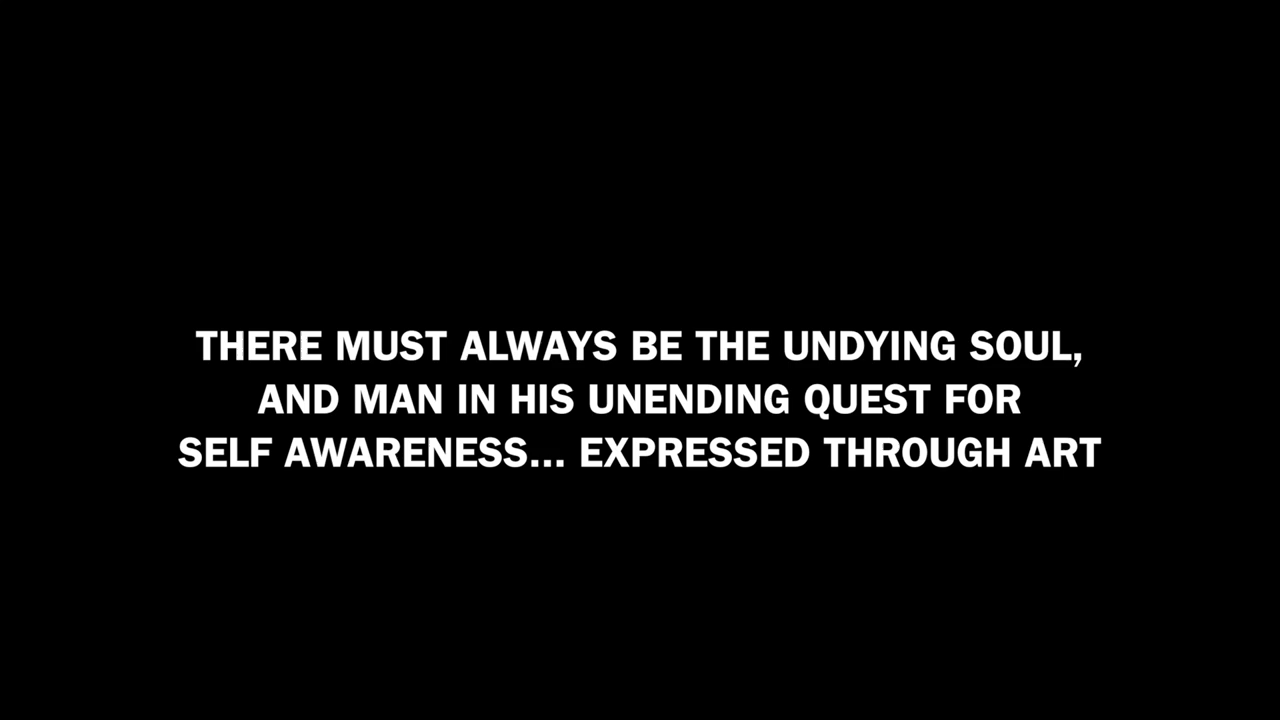 THERE MUST ALWAYS BE THE UNDYING SOUL,
AND MAN IN HIS UNENDING QUEST FOR
SELF AWARENESS... EXPRESSED THROUGH ART